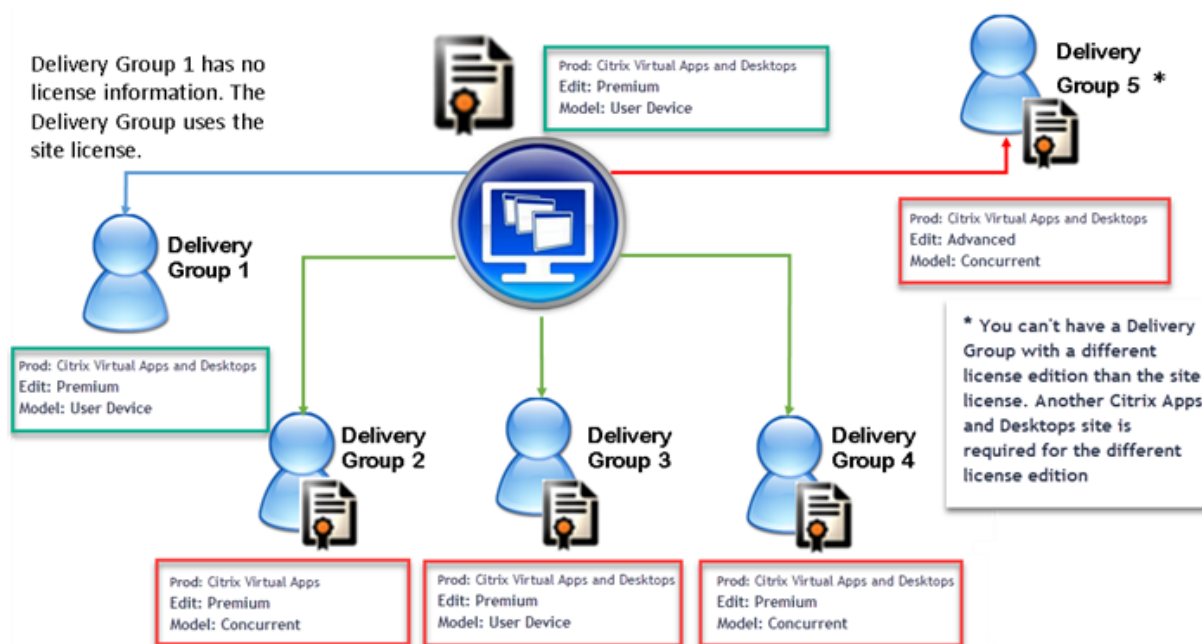 Delivery Group 1 has no
license information. The
Delivery Group uses the
site license.
Prod: Citrix Virtual Apps and Desktops
Edit: Premium
Model: User Device
Delivery
Group 5 *
Prod: Citrix Virtual Apps and Desktops
Edit: Advanced
Model: Concurrent
* You can't have a Delivery
Group with a different
license edition than the site
license. Another Citrix Apps
and Desktops site is
required for the different
license edition
Delivery
Group 1
Prod: Citrix Virtual Apps and Desktops
Edit: Premium
Model: User Device
Delivery
Group 2
Prod: Citrix Virtual Apps
Edit: Premium
Model: Concurrent
Delivery
Group 3
Prod: Citrix Virtual Apps and Desktops
Edit: Premium
Model: User Device
Delivery
Group 4
Prod: Citrix Virtual Apps and Desktops
Edit: Premium
Model: Concurrent